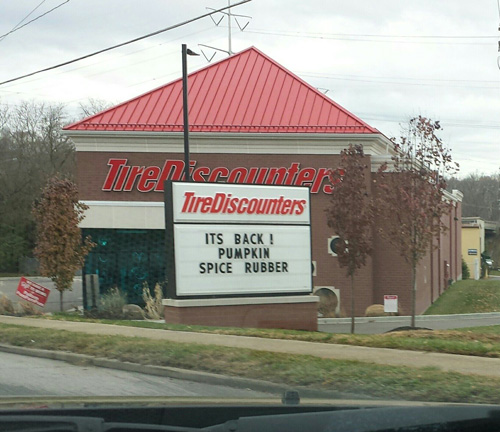 TireDiscounters
TireDiscounters
ITS BACK!
PUMPKIN
SPICE RUBBER